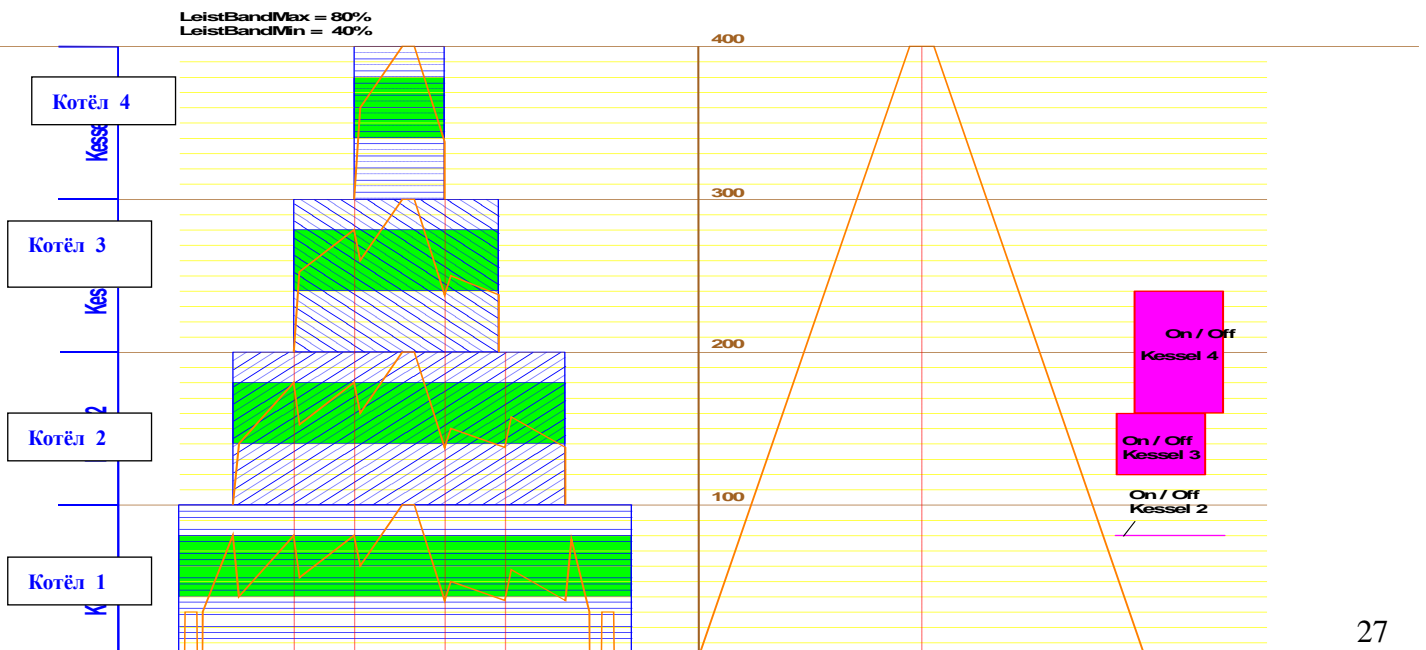 LeistBandMax = 80%
LeistBandMin = 40%
400
Котёл 4
300
Котёл 3
200
On / Off
Kessel 4
Котёл 2
On / Off
Kessel 3
100
On / Off
Kessel 2
Котёл 1
27